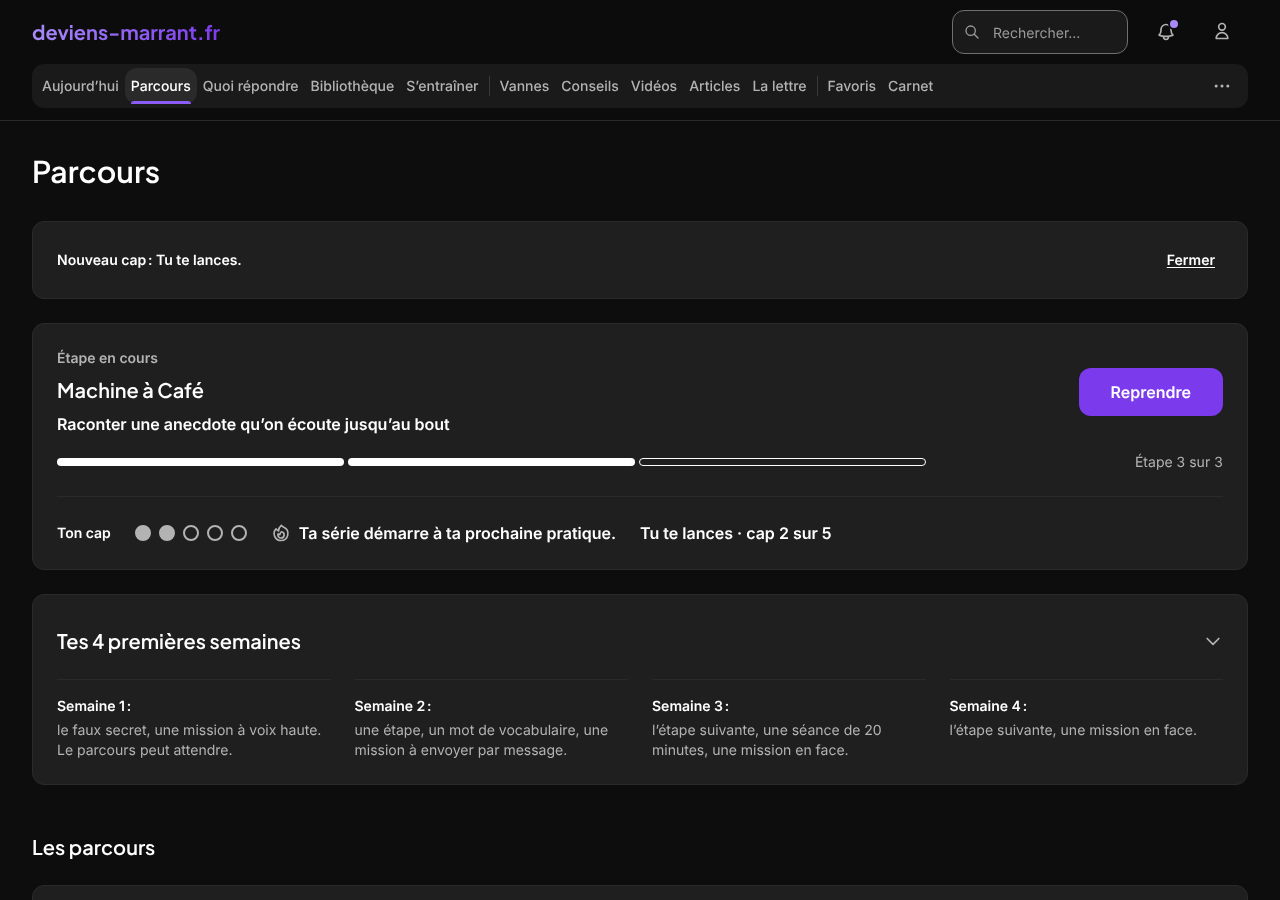 deviens-marrant.fr
Rechercher...
Aujourd’hui Parcours Quoi répondre Bibliothèque S’entraîner Vannes Conseils Vidéos Articles La lettre Favoris Carnet
Parcours
Nouveau cap : Tu te lances.
Fermer
Étape en cours
Machine à Café
Raconter une anecdote qu’on écoute jusqu’au bout
Reprendre
Étape 3 sur 3
Ton cap
Ta série démarre à ta prochaine pratique.
Tu te lances · cap 2 sur 5
Tes 4 premières semaines
Semaine 1 :
le faux secret, une mission à voix haute.
Le parcours peut attendre.
Semaine 2 :
une étape, un mot de vocabulaire, une
mission à envoyer par message.
Semaine 3 :
l’étape suivante, une séance de 20
minutes, une mission en face.
Semaine 4 :
l’étape suivante, une mission en face.
Les parcours